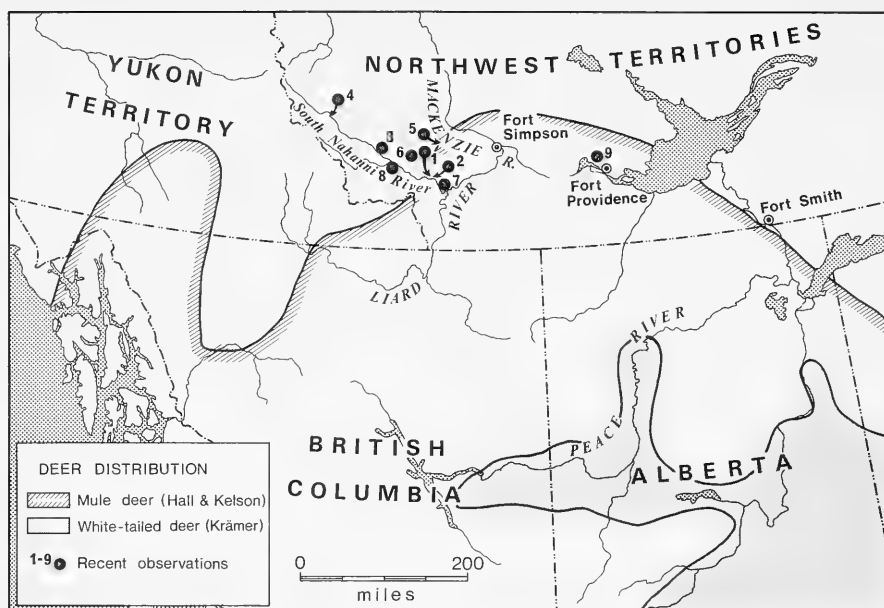 YUKON
TERRITORY
NORTHWEST TERRITORIES
MACKENZIE
R.
Fort
Simpson
South Nahanni River
4
5
3
6
1
2
8
7
9
Fort
Providence
Fort Smith
LIARD
RIVER
PEACE
RIVER
BRITISH
COLUMBIA
ALBERTA
DEER DISTRIBUTION
Mule deer (Hall & Kelson)
White-tailed deer (Krämer)
1-9 Recent observations
0 200
miles